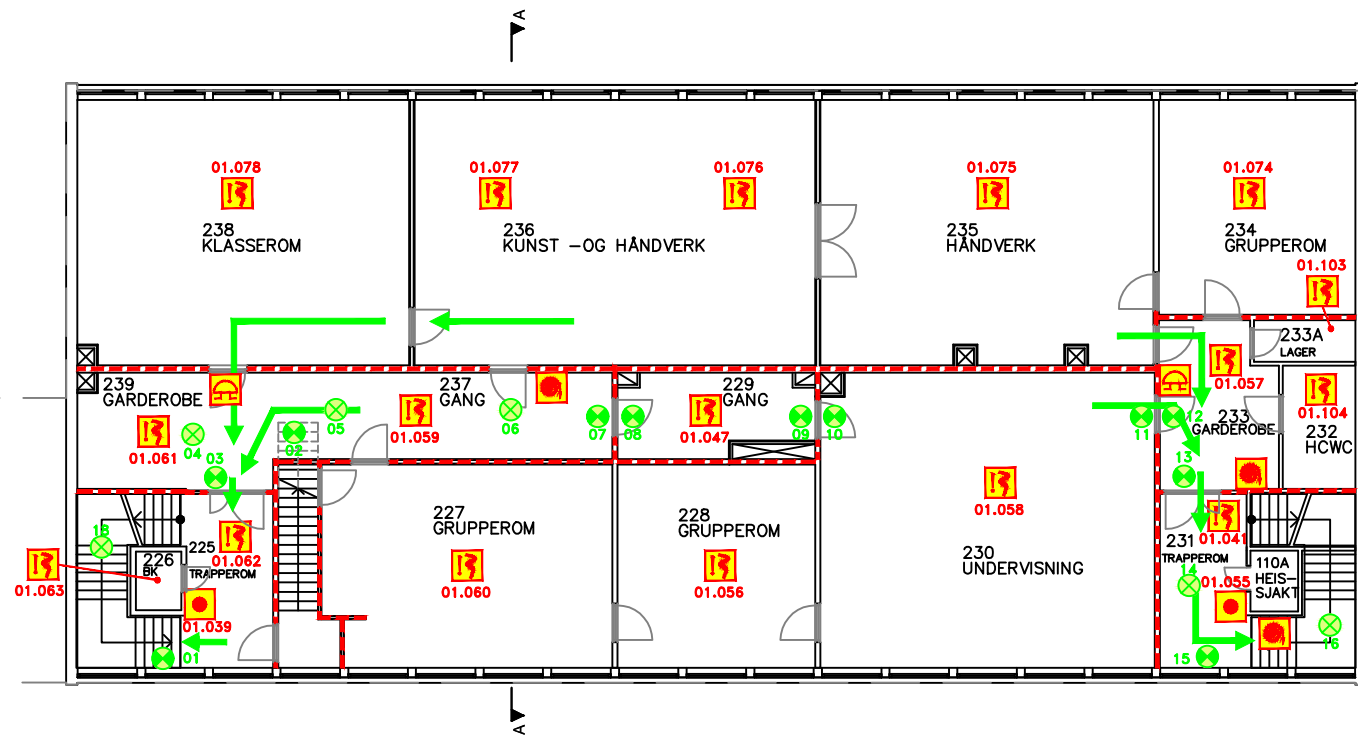 A
01.078
01.077
01.076
01.075
01.074
238
KLASSEROM
236
KUNST -OG HÅNDVERK
235
HÅNDVERK
234
GRUPPEROM
01.103
233A
LAGER
239
GARDEROBE
237
GANG
229
GANG
01.057
01.104
01.061
04
03
02
05
01.059
06
07
08
01.047
09
10
11
12
233
GARDEROBE
232
HCWC
13
01.058
18
226
BK
225
TRAPPEROM
01.062
01.063
01.039
01
227
GRUPPEROM
01.060
228
GRUPPEROM
01.056
230
UNDERVISNING
231
TRAPPEROM
01.041
14
01.055
110A
HEIS-
SJAKT
15
16
A